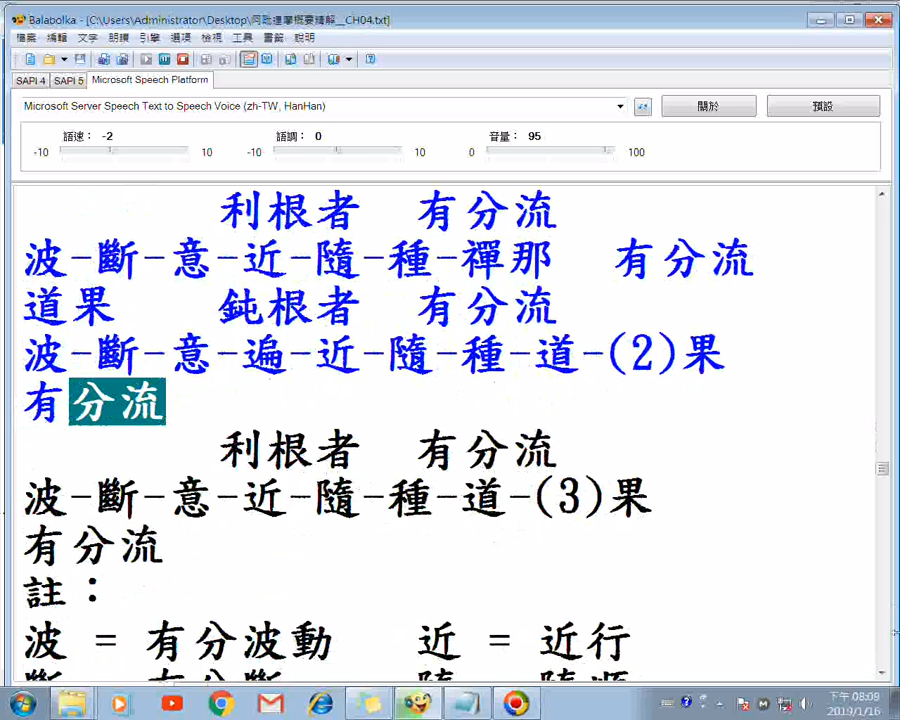 Balabolka - [C:\Users\Administrator\Desktop\阿毗達摩概要精解__CH04.txt]
檔案 編輯 文字 朗讀 引擎 選項 檢視 工具 書籤 說明
SAPI 4 SAPI 5 Microsoft Speech Platform
Microsoft Server Speech Text to Speech Voice (zh-TW, HanHan) 關於 預設
語速: -2 語調: 0 音量: 95
-10 10 -10 10 0 100
利根者 有分流
波-斷-意-近-隨-種-禪那 有分流
道果 鈍根者 有分流
波-斷-意-遍-近-隨-種-道-(2)果
有分流
利根者 有分流
波-斷-意-近-隨-種-道-(3)果
有分流
註：
波 = 有分波動 近 = 近行
斷 有分斷 隨 隨順
下午 08:09
2019/1/16